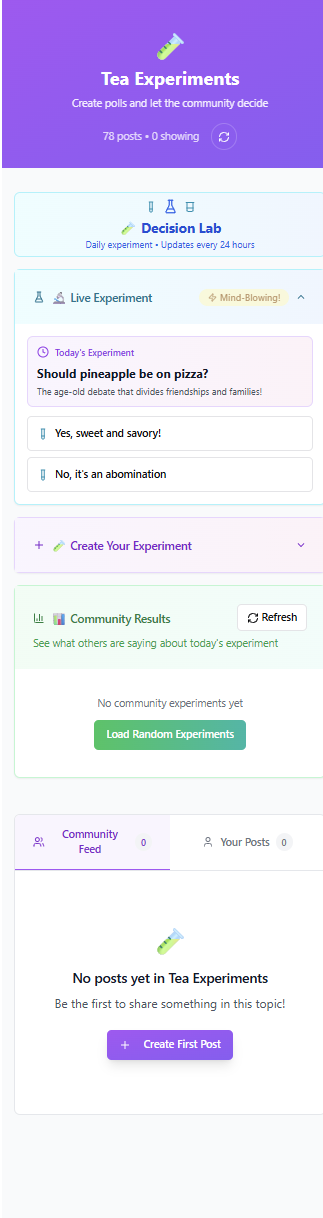 Tea Experiments
Create polls and let the community decide
78 posts • 0 showing
Decision Lab
Daily experiment • Updates every 24 hours
Live Experiment
Mind-Blowing!
Today's Experiment
Should pineapple be on pizza?
The age-old debate that divides friendships and families!
Yes, sweet and savory!
No, it's an abomination
Create Your Experiment
Community Results
Refresh
See what others are saying about today's experiment
No community experiments yet
Load Random Experiments
Community
Feed
0
Your Posts
0
No posts yet in Tea Experiments
Be the first to share something in this topic!
Create First Post